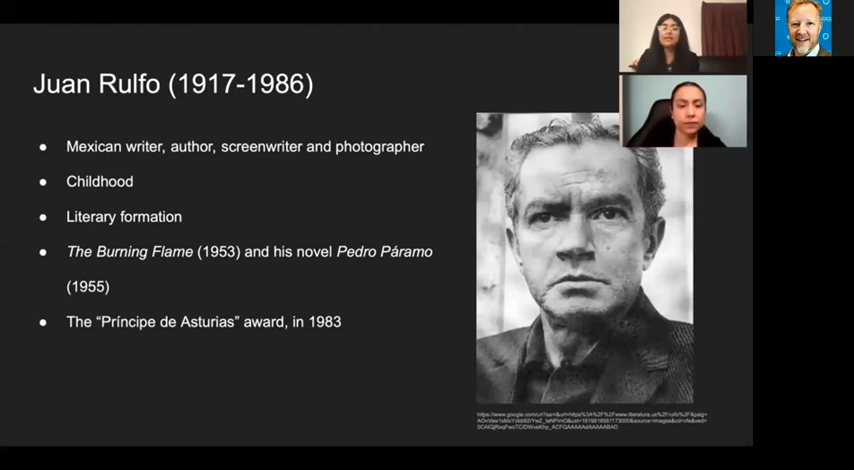 Juan Rulfo (1917-1986)
● Mexican writer, author, screenwriter and photographer
● Childhood
● Literary formation
● The Burning Flame (1953) and his novel Pedro Páramo
(1955)
● The “Príncipe de Asturias” award, in 1983